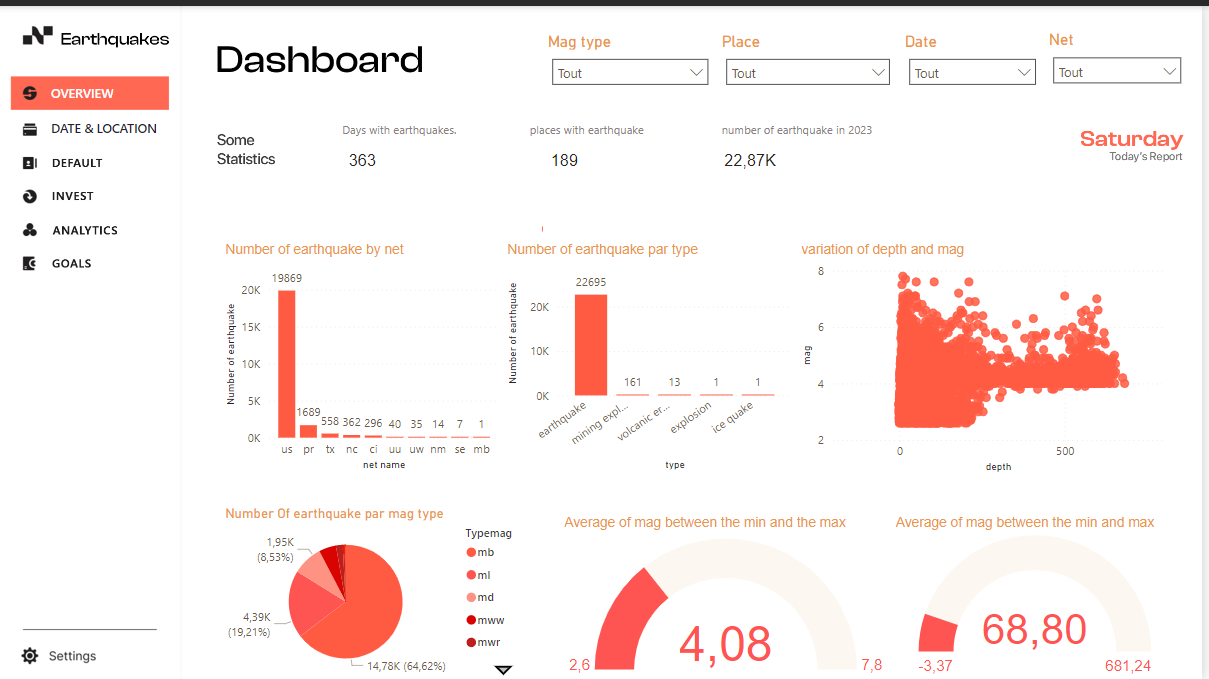 Earthquakes
OVERVIEW
DATE & LOCATION
DEFAULT
INVEST
ANALYTICS
GOALS
Settings
Dashboard
Mag type
Tout
Place
Tout
Date
Tout
Net
Tout
Some
Statistics
Days with earthquakes.
363
places with earthquake
189
number of earthquake in 2023
22,87K
Saturday
Today's Report
Number of earthquake by net
Number of earthquake
20K
15K
10K
5K
0K
19869
1689
558
362
296
40
35
14
7
1
us
pr
tx
nc
ci
uu
uw
nm
se
mb
net name
Number of earthquake par type
Number of earthquake
20K
10K
0K
22695
161
13
1
1
earthquake
mining expl...
volcanic er...
explosion
ice quake
type
variation of depth and mag
mag
8
6
4
2
0
500
depth
Number Of earthquake par mag type
1,95K
(8,53%)
4,39K
(19,21%)
14,78K (64,62%)
Typemag
mb
ml
md
mww
mwr
Average of mag between the min and the max
4,08
2,6
7,8
Average of mag between the min and max
68,80
-3,37
681,24